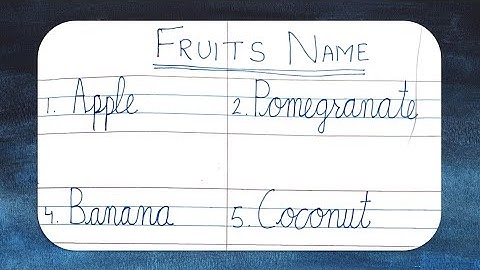 FRUITS NAME
1. Apple 2. Pomegranate
4. Banana 5. Coconut